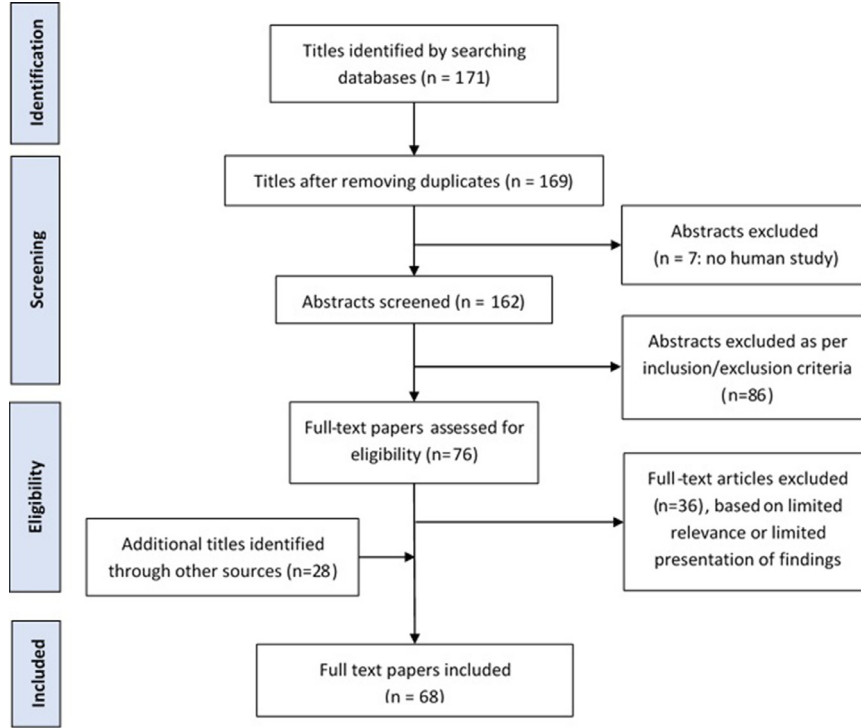 Identification
Titles identified by searching
databases (n = 171)
Screening
Titles after removing duplicates (n = 169)
Abstracts excluded
(n = 7: no human study)
Abstracts screened (n = 162)
Abstracts excluded as per
inclusion/exclusion criteria
(n=86)
Eligibility
Full-text papers assessed for
eligibility (n=76)
Full-text articles excluded
(n=36), based on limited
relevance or limited
presentation of findings
Additional titles identified
through other sources (n=28)
Included
Full text papers included
(n = 68)